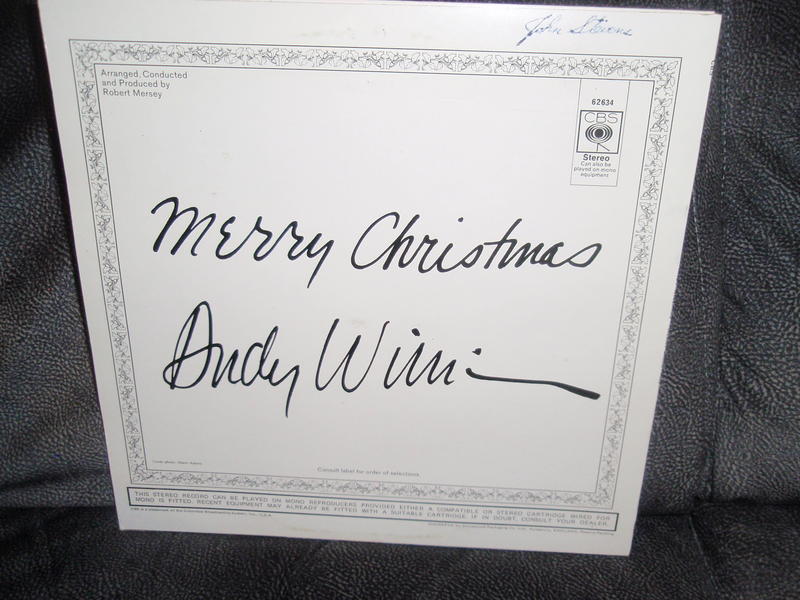 John Stevens
Arranged, Conducted
and Produced by
Robert Mersey
62634
CBS
Stereo
Can also be
played on mono
equipment
Merry Christmas
Andy Willi
Consult label for order of selections
THIS STEREO RECORD CAN BE PLAYED ON MONO REPRODUCERS PROVIDED EITHER A COMPATIBLE OR STEREO CARTRIDGE WIRED FOR
MONO IS FITTED. RECENT EQUIPMENT MAY ALREADY BE FITTED WITH A SUITABLE CARTRIDGE. IF IN DOUBT, CONSULT YOUR DEALER.